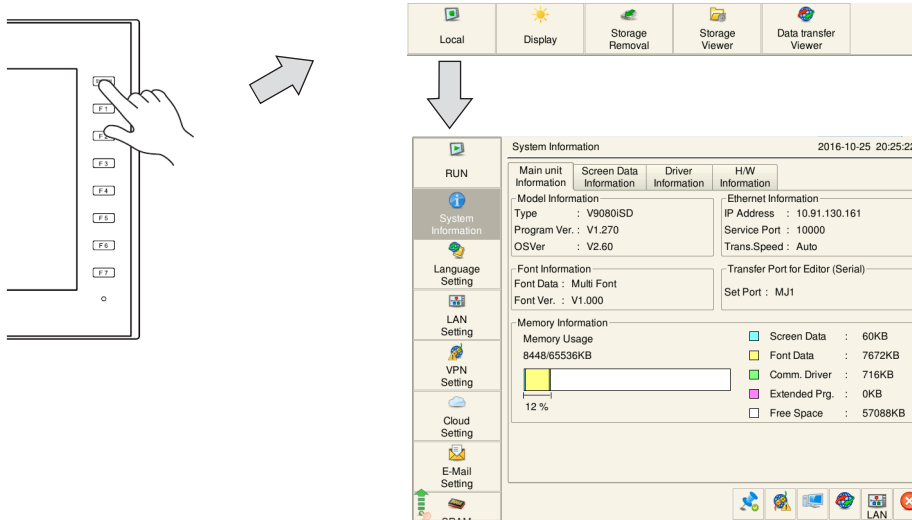 F1
F3
F4
F5
F6
F7
Local
Display
Storage
Removal
Storage
Viewer
Data transfer
Viewer
RUN
System
Information
Language
Setting
LAN
Setting
VPN
Setting
Cloud
Setting
E-Mail
Setting
System Information 2016-10-25 20:25:22
Main unit
Information
Screen Data
Information
Driver
Information
H/W
Information
Model Information
Type : V9080iSD
Program Ver. : V1.270
OSVer : V2.60
Ethernet Information
IP Address : 10.91.130.161
Service Port : 10000
Trans.Speed : Auto
Font Information
Font Data : Multi Font
Font Ver. : V1.000
Transfer Port for Editor (Serial)
Set Port : MJ1
Memory Information
Memory Usage
8448/65536KB
12 %
Screen Data : 60KB
Font Data : 7672KB
Comm. Driver : 716KB
Extended Prg. : 0KB
Free Space : 57088KB
LAN